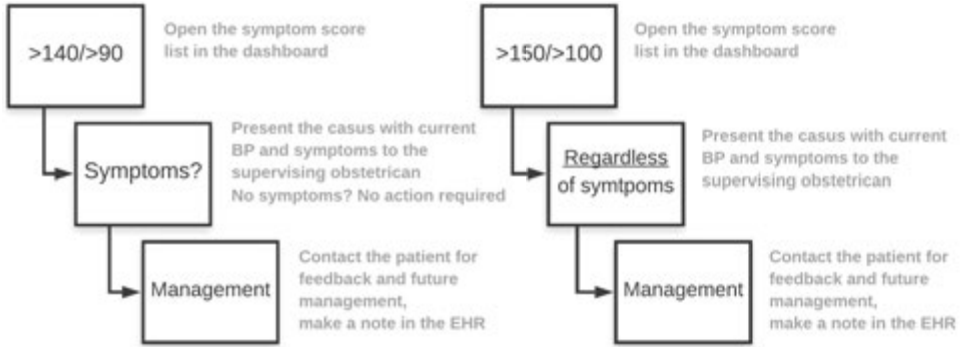 >140/>90
Open the symptom score
list in the dashboard
Symptoms?
Present the casus with current
BP and symptoms to the
supervising obstetrican
No symptoms? No action required
Management
Contact the patient for
feedback and future
management,
make a note in the EHR
>150/>100
Open the symptom score
list in the dashboard
Regardless
of symtpoms
Present the casus with current
BP and symptoms to the
supervising obstetrican
Management
Contact the patient for
feedback and future
management,
make a note in the EHR